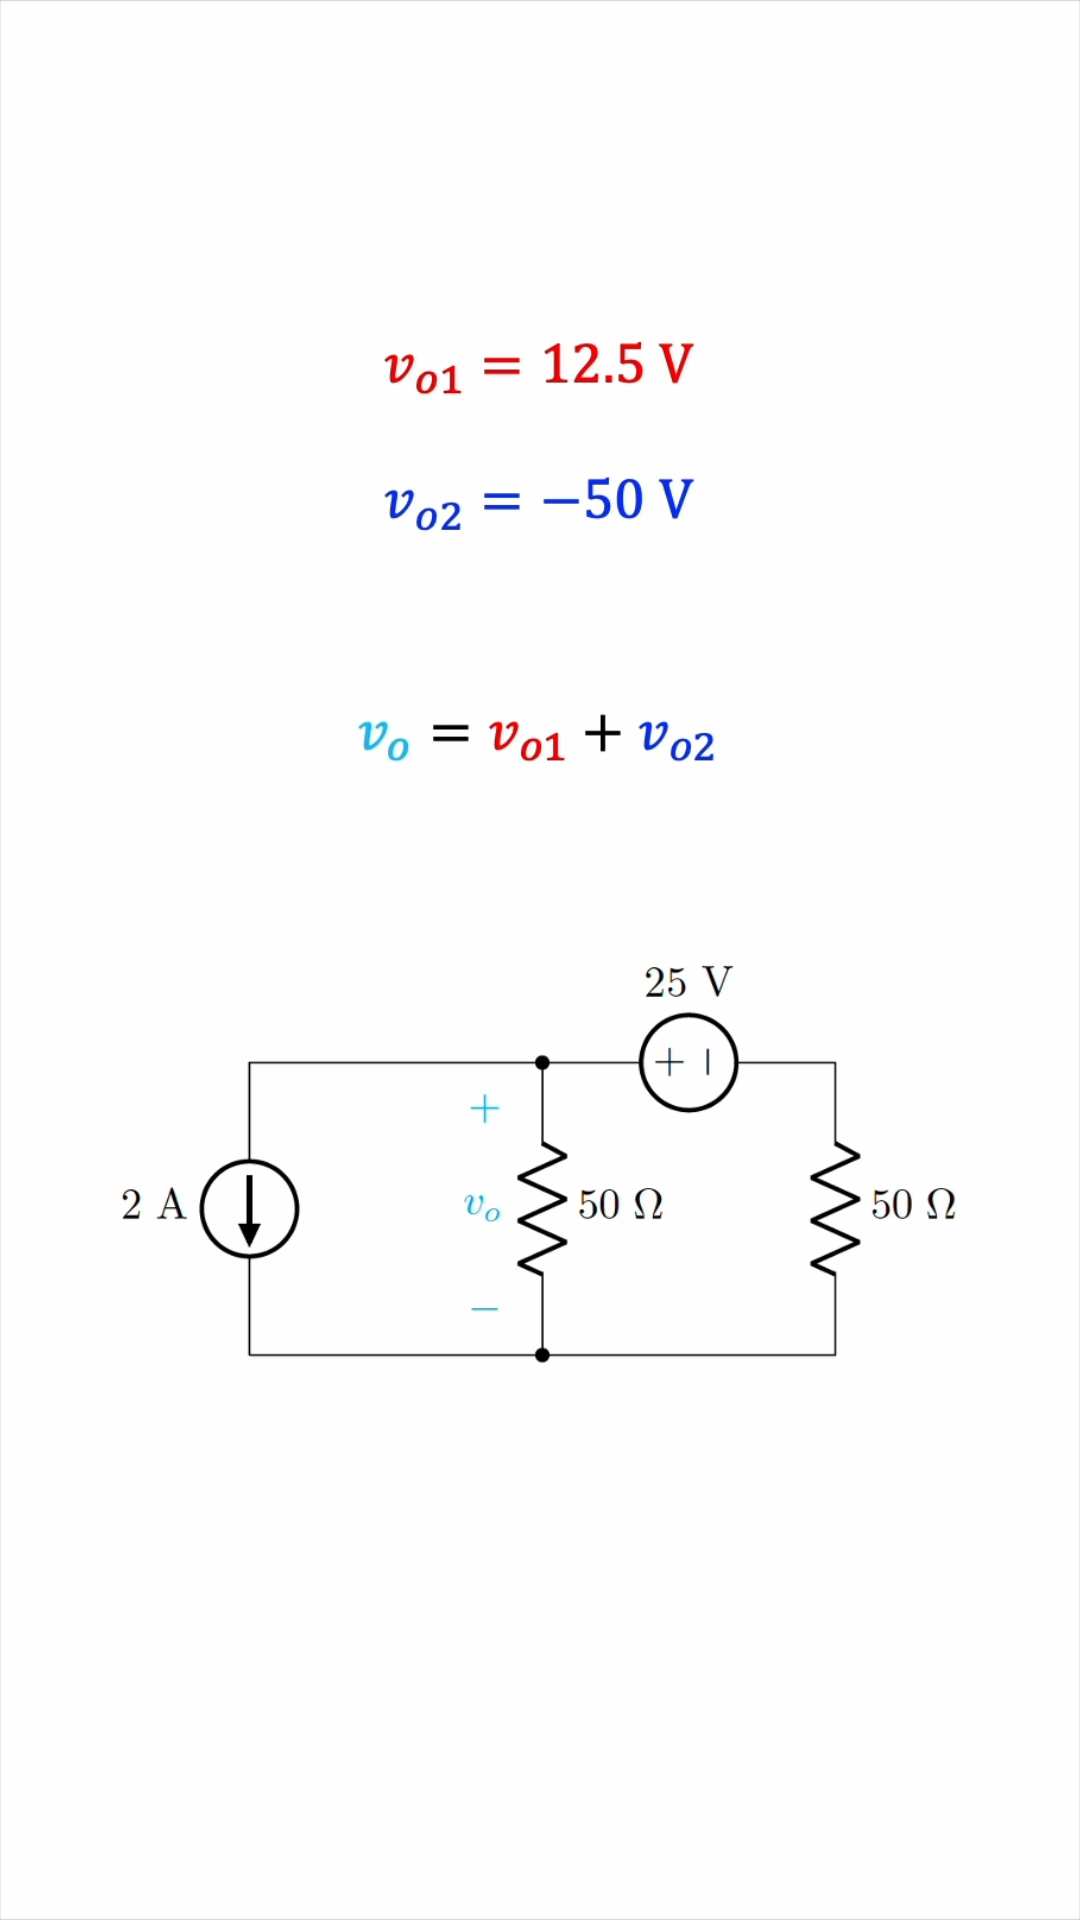 v_{o1} = 12.5 V
v_{o2} = −50 V
v_o = v_{o1} + v_{o2}
25 V
+ −
+
2 A
v_o
50 Ω
50 Ω
−